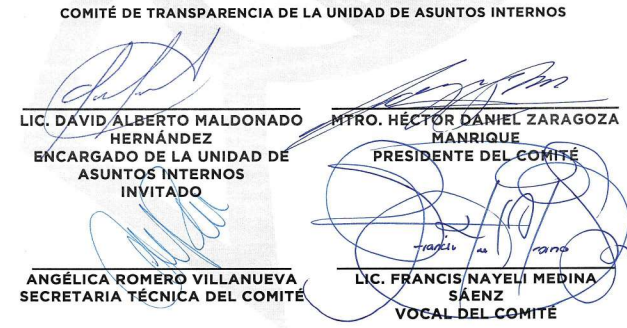 COMITÉ DE TRANSPARENCIA DE LA UNIDAD DE ASUNTOS INTERNOS
LIC. DAVID ALBERTO MALDONADO
HERNÁNDEZ
ENCARGADO DE LA UNIDAD DE
ASUNTOS INTERNOS
INVITADO
MTRO. HÉCTOR DANIEL ZARAGOZA
MANRIQUE
PRESIDENTE DEL COMITÉ
ANGÉLICA ROMERO VILLANUEVA
SECRETARIA TÉCNICA DEL COMITÉ
LIC. FRANCIS NAYELI MEDINA
SÁENZ
VOCAL DEL COMITÉ